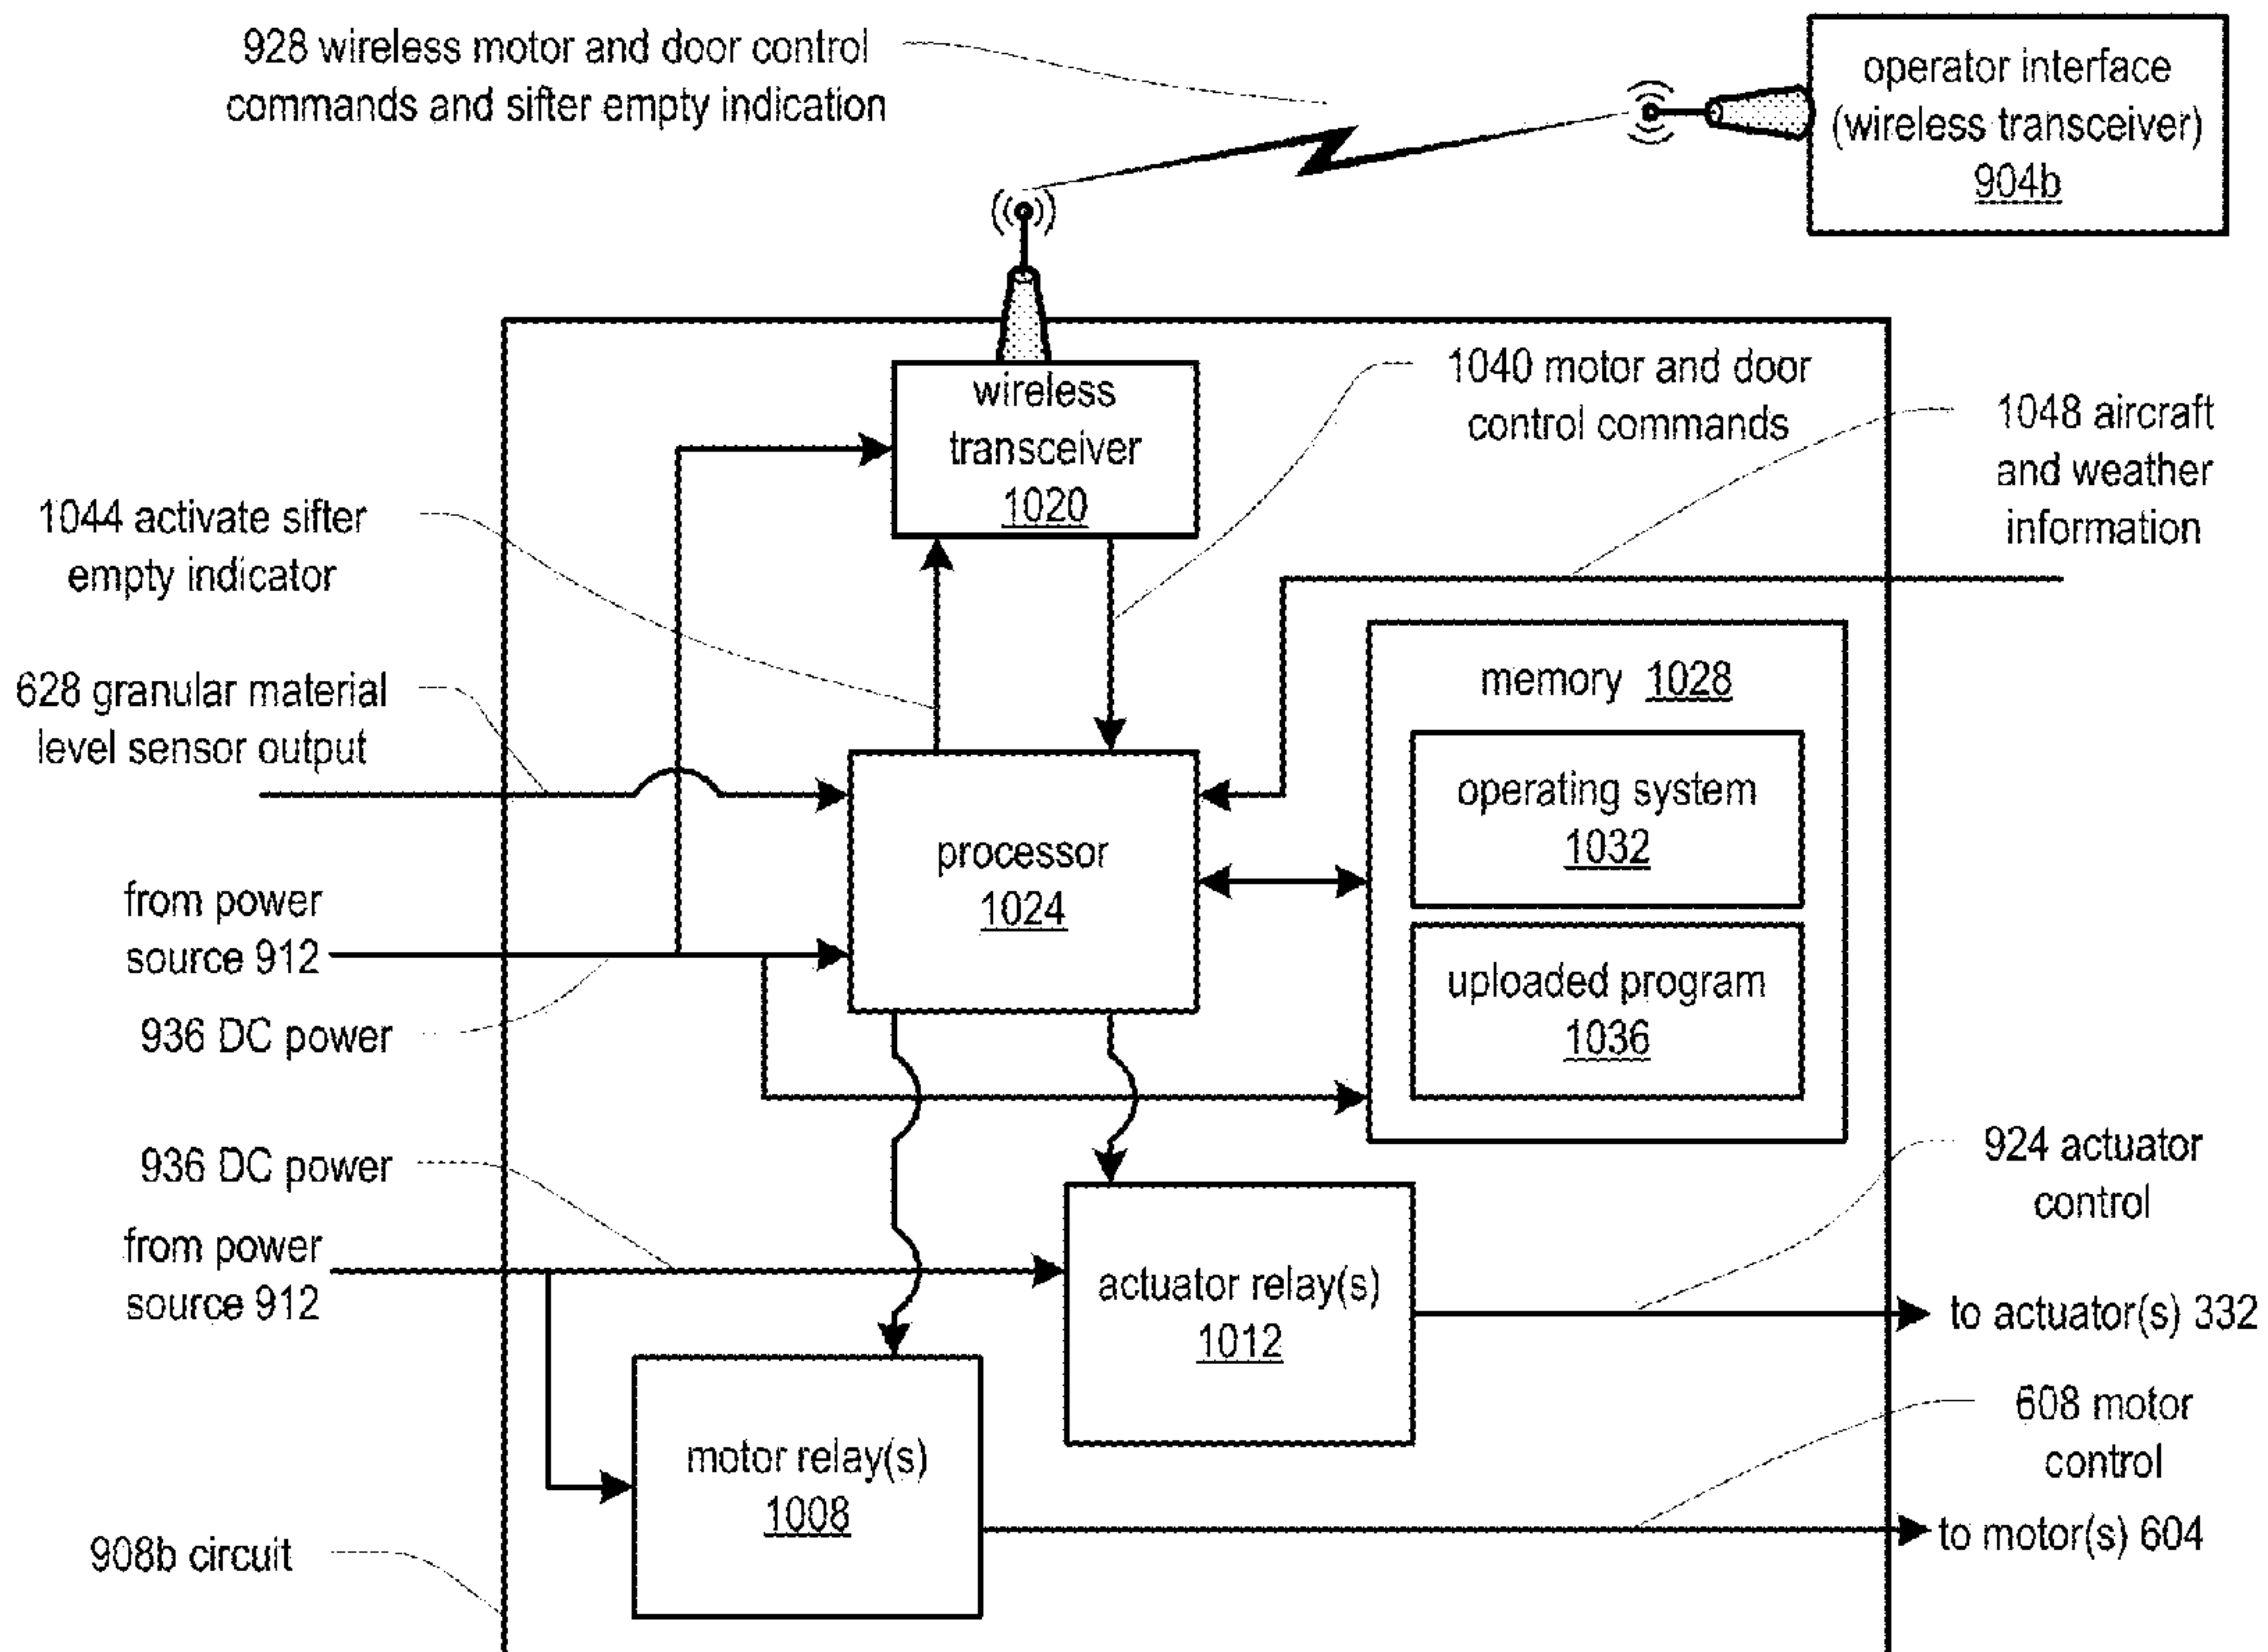 928 wireless motor and door control
commands and sifter empty indication
operator interface
(wireless transceiver)
904b
wireless
transceiver
1020
1040 motor and door
control commands
1048 aircraft
and weather
information
1044 activate sifter
empty indicator
628 granular material
level sensor output
memory 1028
operating system
1032
uploaded program
1036
processor
1024
from power
source 912
936 DC power
936 DC power
from power
source 912
actuator relay(s)
1012
924 actuator
control
to actuator(s) 332
motor relay(s)
1008
608 motor
control
to motor(s) 604
908b circuit